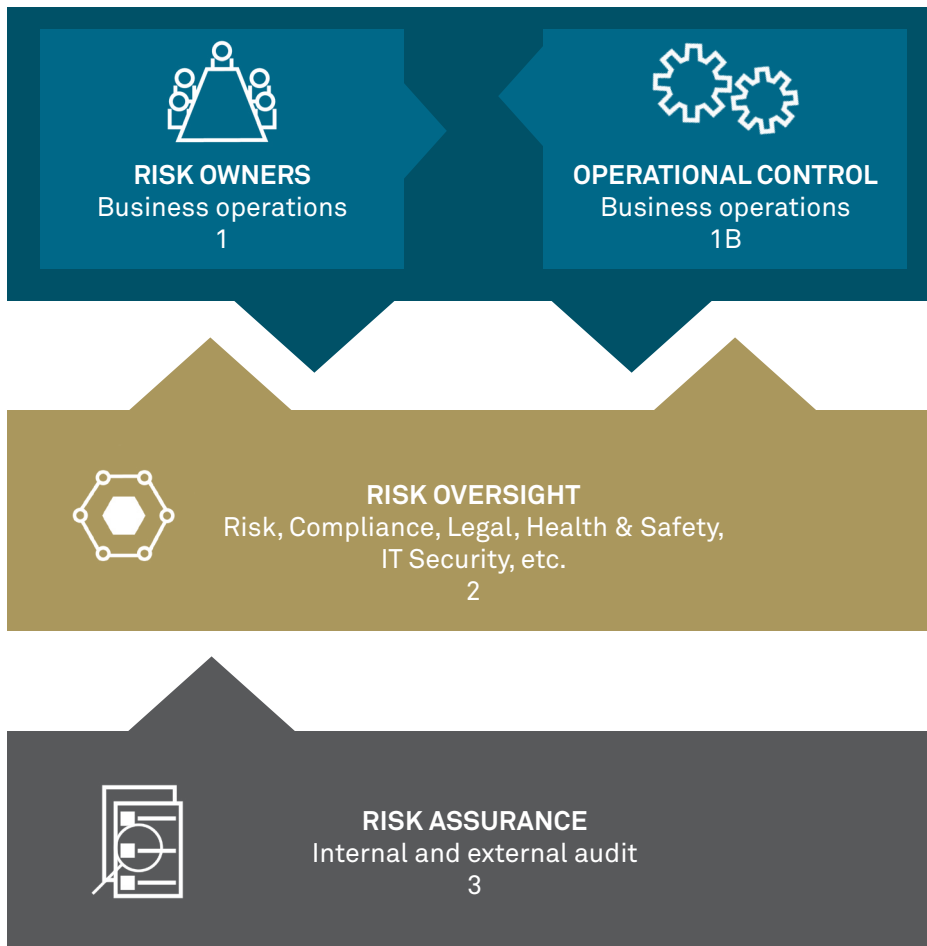 RISK OWNERS
Business operations
1
OPERATIONAL CONTROL
Business operations
1B
RISK OVERSIGHT
Risk, Compliance, Legal, Health & Safety,
IT Security, etc.
2
RISK ASSURANCE
Internal and external audit
3